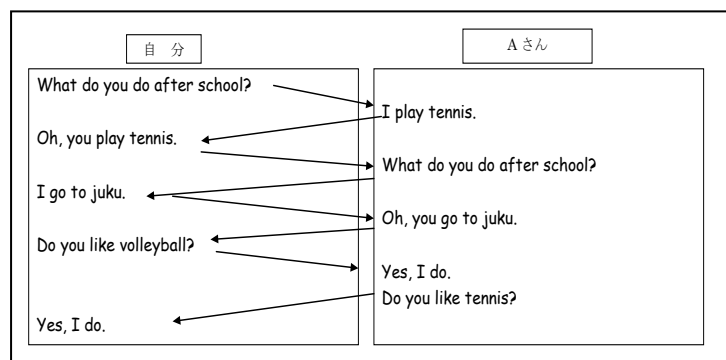 自 分
Aさん
What do you do after school?
I play tennis.
Oh, you play tennis.
What do you do after school?
I go to juku.
Oh, you go to juku.
Do you like volleyball?
Yes, I do.
Do you like tennis?
Yes, I do.